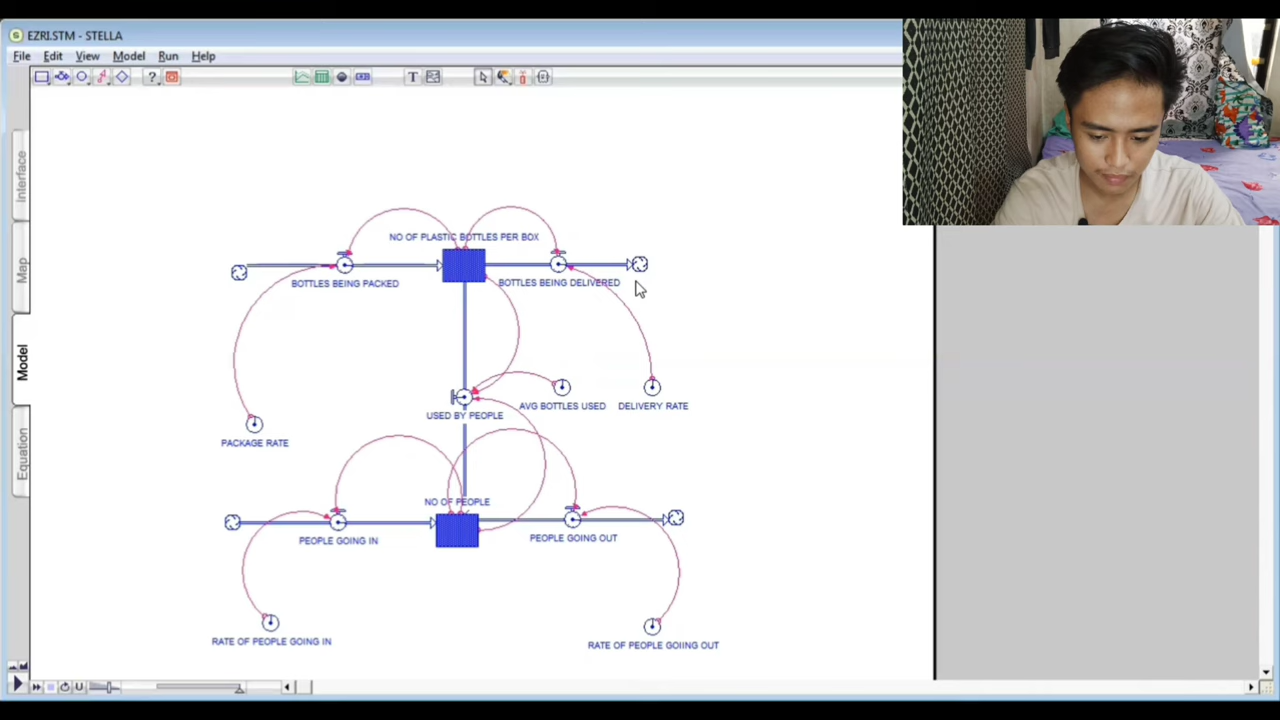 EZRI.STM - STELLA
File Edit View Model Run Help
? T
Interface
Map
Model
Equation
NO OF PLASTIC BOTTLES PER BOX
BOTTLES BEING PACKED
BOTTLES BEING DELIVERED
USED BY PEOPLE
AVG BOTTLES USED
DELIVERY RATE
PACKAGE RATE
NO OF PEOPLE
PEOPLE GOING IN
PEOPLE GOING OUT
RATE OF PEOPLE GOING IN
RATE OF PEOPLE GOIING OUT
U